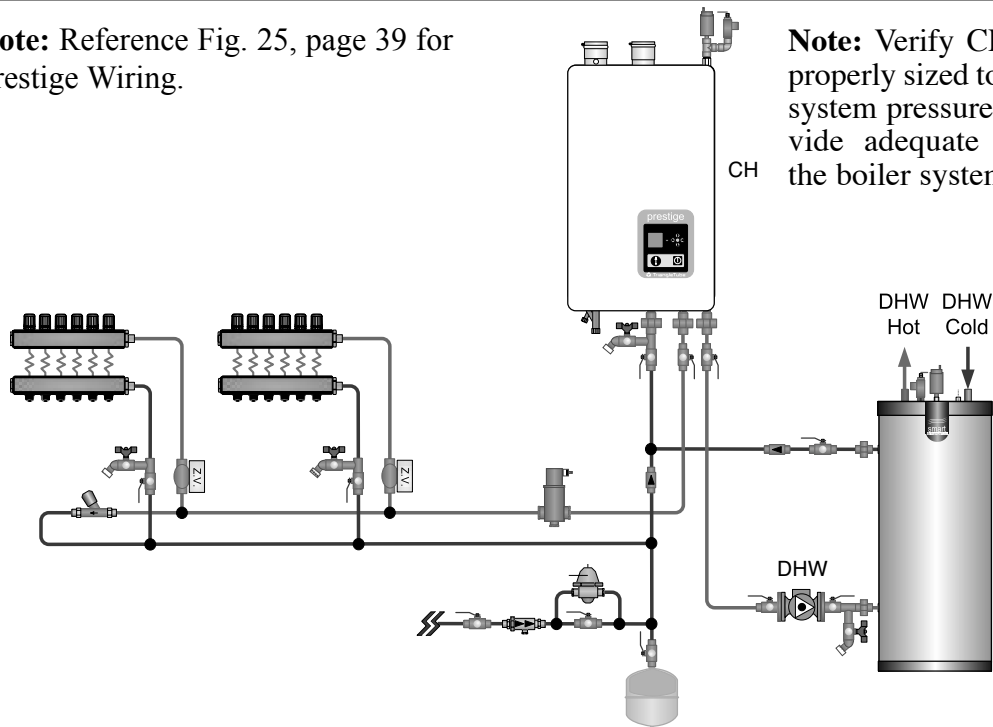 ote: Reference Fig. 25, page 39 for
restige Wiring.
Note: Verify CH
properly sized to
system pressure
vide adequate
the boiler system
CH
prestige
DHW Hot
DHW Cold
smart
Z.V.
Z.V.
DHW